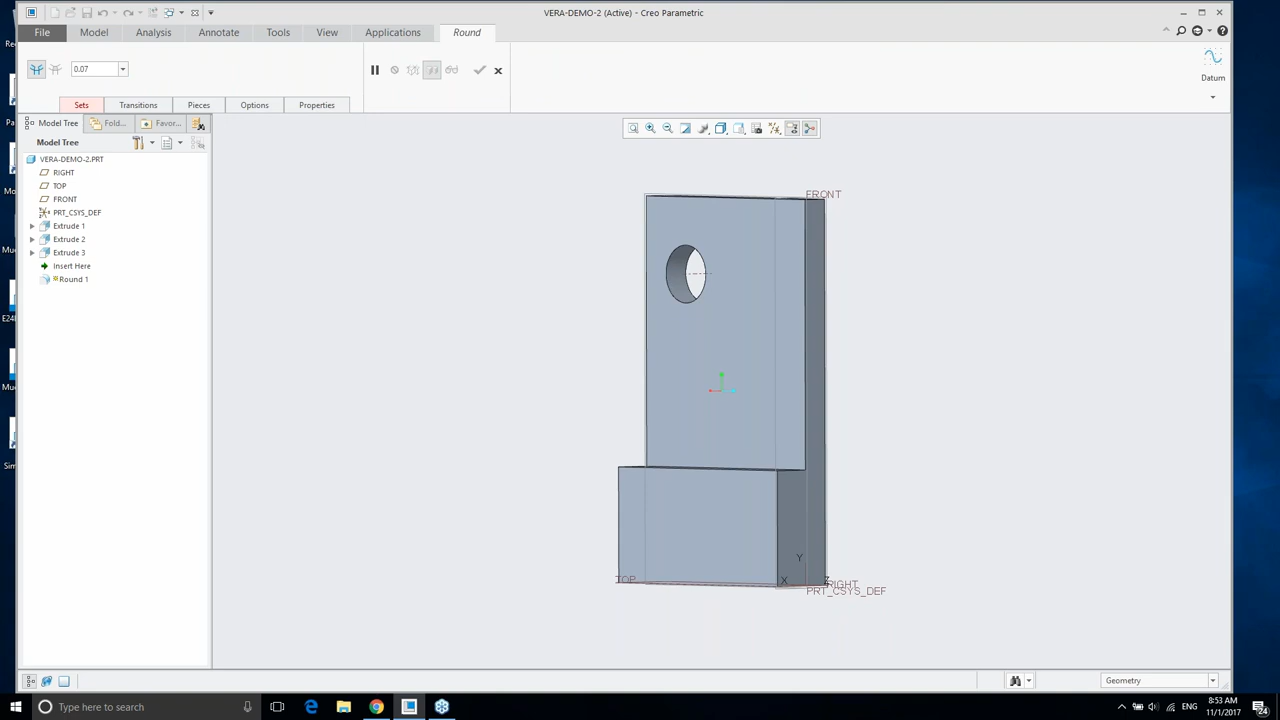 VERA-DEMO-2 (Active) - Creo Parametric
File Model Analysis Annotate Tools View Applications Round
0.07
Datum
Sets Transitions Pieces Options Properties
Model Tree Fold... Favor...
Model Tree
VERA-DEMO-2.PRT
RIGHT
TOP
FRONT
PRT_CSYS_DEF
Extrude 1
Extrude 2
Extrude 3
Insert Here
Round 1
FRONT
Y
TOP X Z RIGHT
PRT_CSYS_DEF
Geometry
Type here to search
ENG
8:53 AM
11/1/2017
24